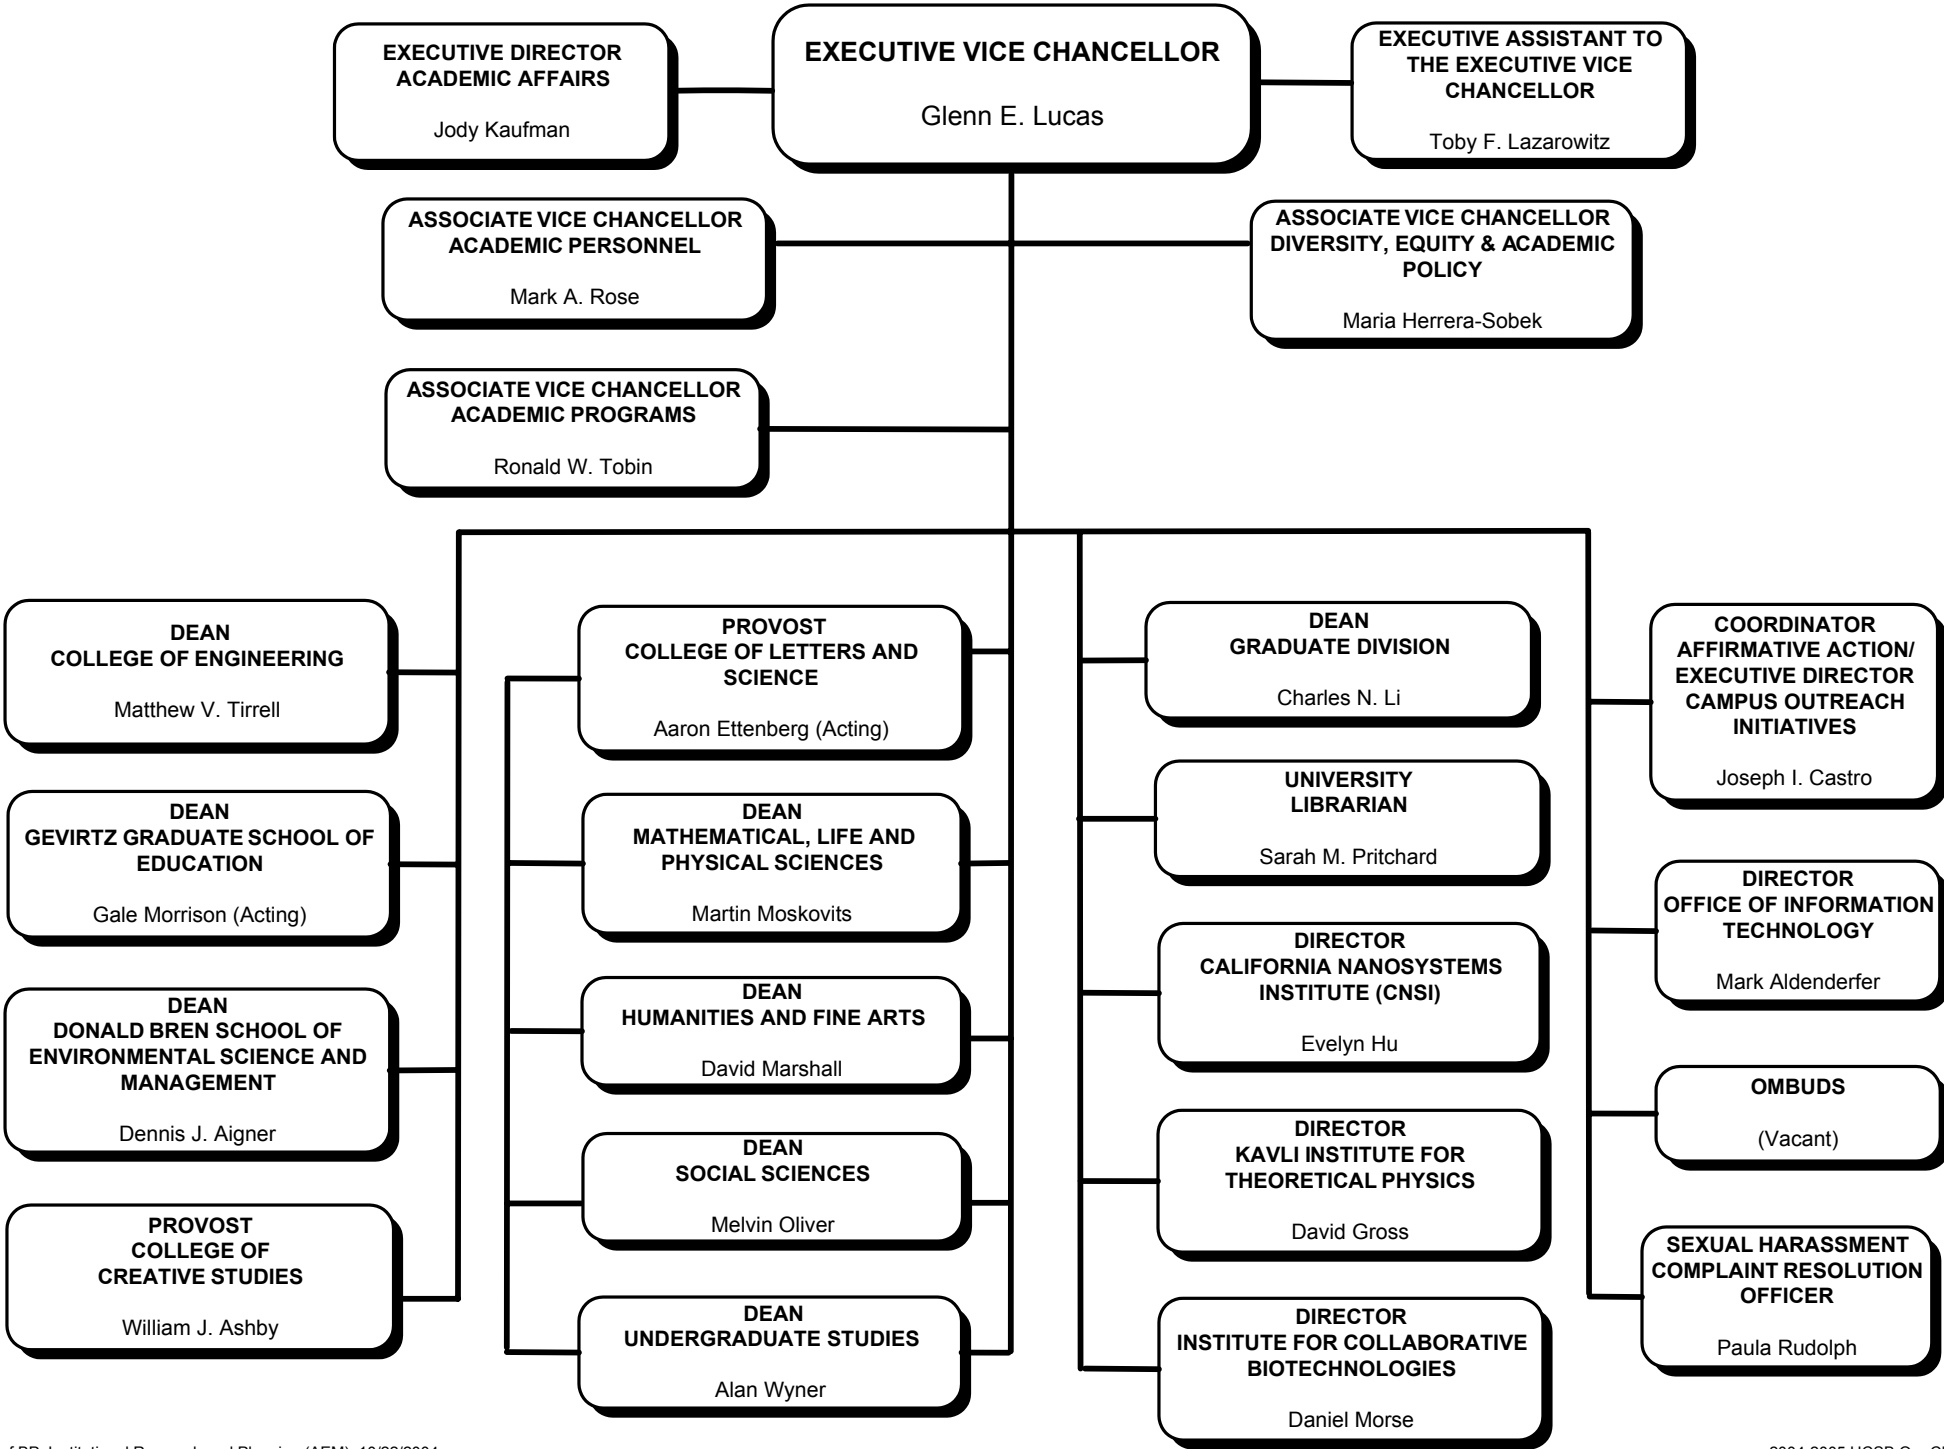 EXECUTIVE DIRECTOR
ACADEMIC AFFAIRS
Jody Kaufman
EXECUTIVE VICE CHANCELLOR
Glenn E. Lucas
EXECUTIVE ASSISTANT TO
THE EXECUTIVE VICE
CHANCELLOR
Toby F. Lazarowitz
ASSOCIATE VICE CHANCELLOR
ACADEMIC PERSONNEL
Mark A. Rose
ASSOCIATE VICE CHANCELLOR
DIVERSITY, EQUITY & ACADEMIC
POLICY
Maria Herrera-Sobek
ASSOCIATE VICE CHANCELLOR
ACADEMIC PROGRAMS
Ronald W. Tobin
DEAN
COLLEGE OF ENGINEERING
Matthew V. Tirrell
DEAN
GEVIRTZ GRADUATE SCHOOL OF
EDUCATION
Gale Morrison (Acting)
DEAN
DONALD BREN SCHOOL OF
ENVIRONMENTAL SCIENCE AND
MANAGEMENT
Dennis J. Aigner
PROVOST
COLLEGE OF
CREATIVE STUDIES
William J. Ashby
PROVOST
COLLEGE OF LETTERS AND
SCIENCE
Aaron Ettenberg (Acting)
DEAN
MATHEMATICAL, LIFE AND
PHYSICAL SCIENCES
Martin Moskovits
DEAN
HUMANITIES AND FINE ARTS
David Marshall
DEAN
SOCIAL SCIENCES
Melvin Oliver
DEAN
UNDERGRADUATE STUDIES
Alan Wyner
DEAN
GRADUATE DIVISION
Charles N. Li
UNIVERSITY
LIBRARIAN
Sarah M. Pritchard
DIRECTOR
CALIFORNIA NANOSYSTEMS
INSTITUTE (CNSI)
Evelyn Hu
DIRECTOR
KAVLI INSTITUTE FOR
THEORETICAL PHYSICS
David Gross
DIRECTOR
INSTITUTE FOR COLLABORATIVE
BIOTECHNOLOGIES
Daniel Morse
COORDINATOR
AFFIRMATIVE ACTION/
EXECUTIVE DIRECTOR
CAMPUS OUTREACH
INITIATIVES
Joseph I. Castro
DIRECTOR
OFFICE OF INFORMATION
TECHNOLOGY
Mark Aldenderfer
OMBUDS
(Vacant)
SEXUAL HARASSMENT
COMPLAINT RESOLUTION
OFFICER
Paula Rudolph